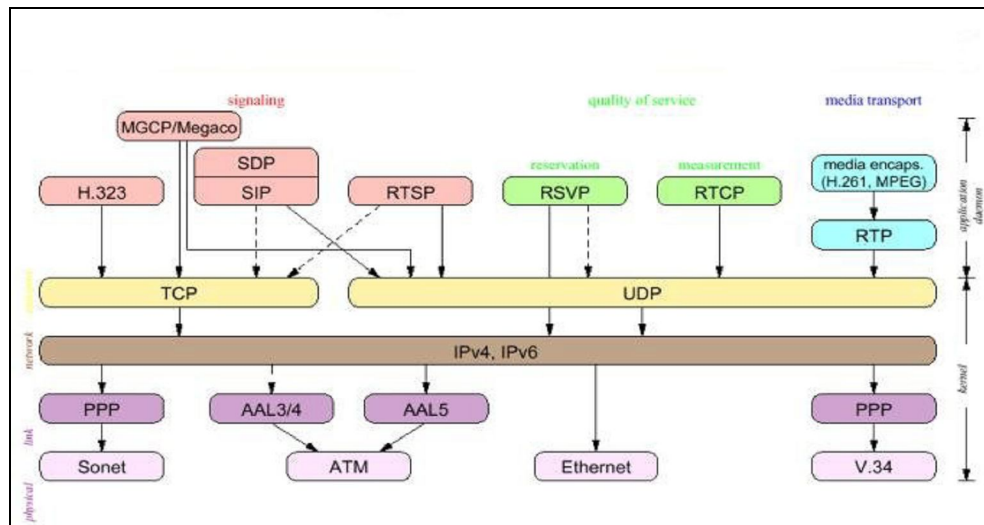 signaling
quality of service
media transport
MGCP/Megaco
SDP
SIP
reservation
measurement
media encaps.
(H.261, MPEG)
H.323
RTSP
RSVP
RTCP
RTP
application
daemon
TCP
UDP
network
IPv4, IPv6
kernel
PPP
AAL3/4
AAL5
PPP
link
Sonet
ATM
Ethernet
V.34
physical